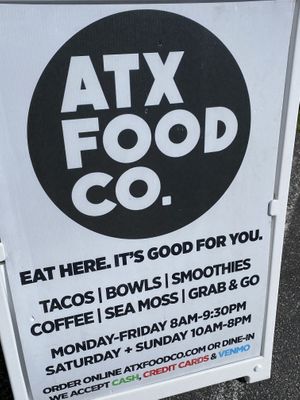 ATX
FOOD
CO.
EAT HERE. IT'S GOOD FOR YOU.
TACOS | BOWLS | SMOOTHIES
COFFEE | SEA MOSS | GRAB & GO
MONDAY-FRIDAY 8AM-9:30PM
SATURDAY + SUNDAY 10AM-8PM
ORDER ONLINE ATXFOODCO.COM OR DINE-IN
WE ACCEPT CASH, CREDIT CARDS & VENMO